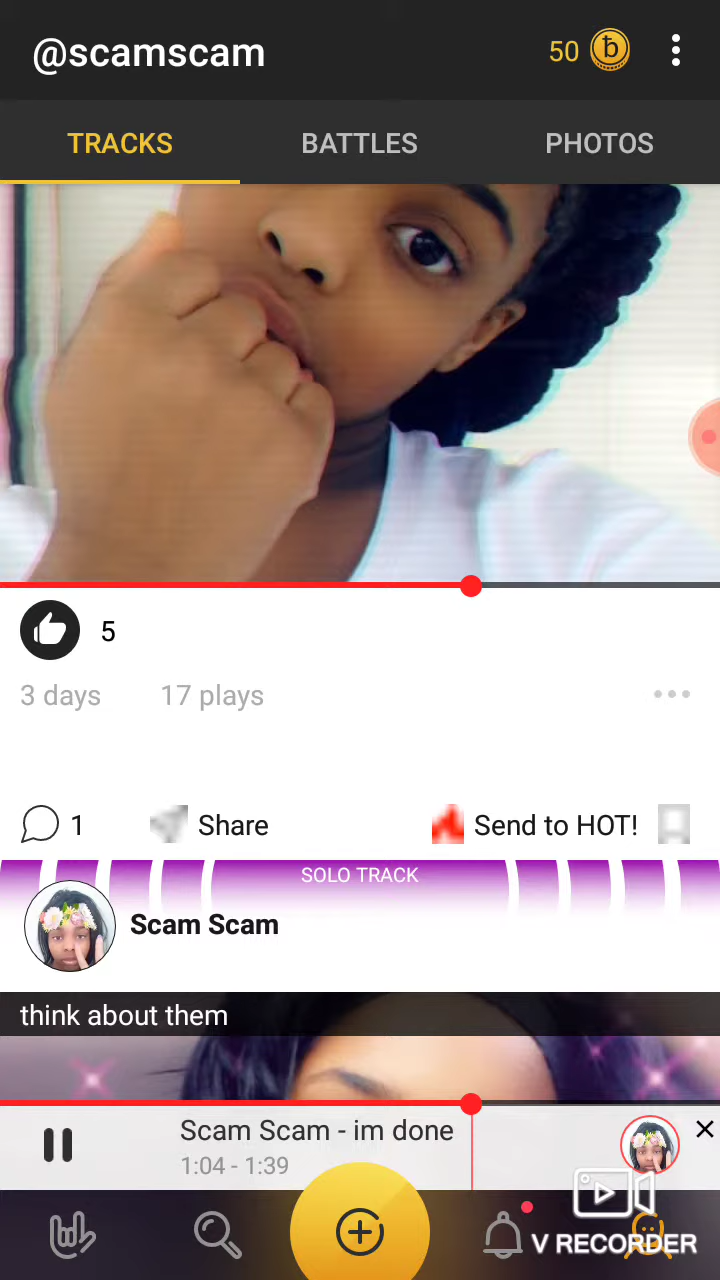 @scamscam
50
TRACKS
BATTLES
PHOTOS
5
3 days
17 plays
1
Share
Send to HOT!
SOLO TRACK
Scam Scam
think about them
Scam Scam - im done
1:04 - 1:39
V RECORDER